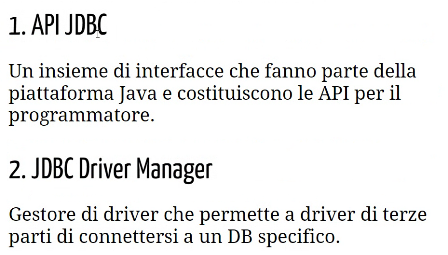 1. API JDBC
Un insieme di interfacce che fanno parte della
piattaforma Java e costituiscono le API per il
programmatore.
2. JDBC Driver Manager
Gestore di driver che permette a driver di terze
parti di connettersi a un DB specifico.